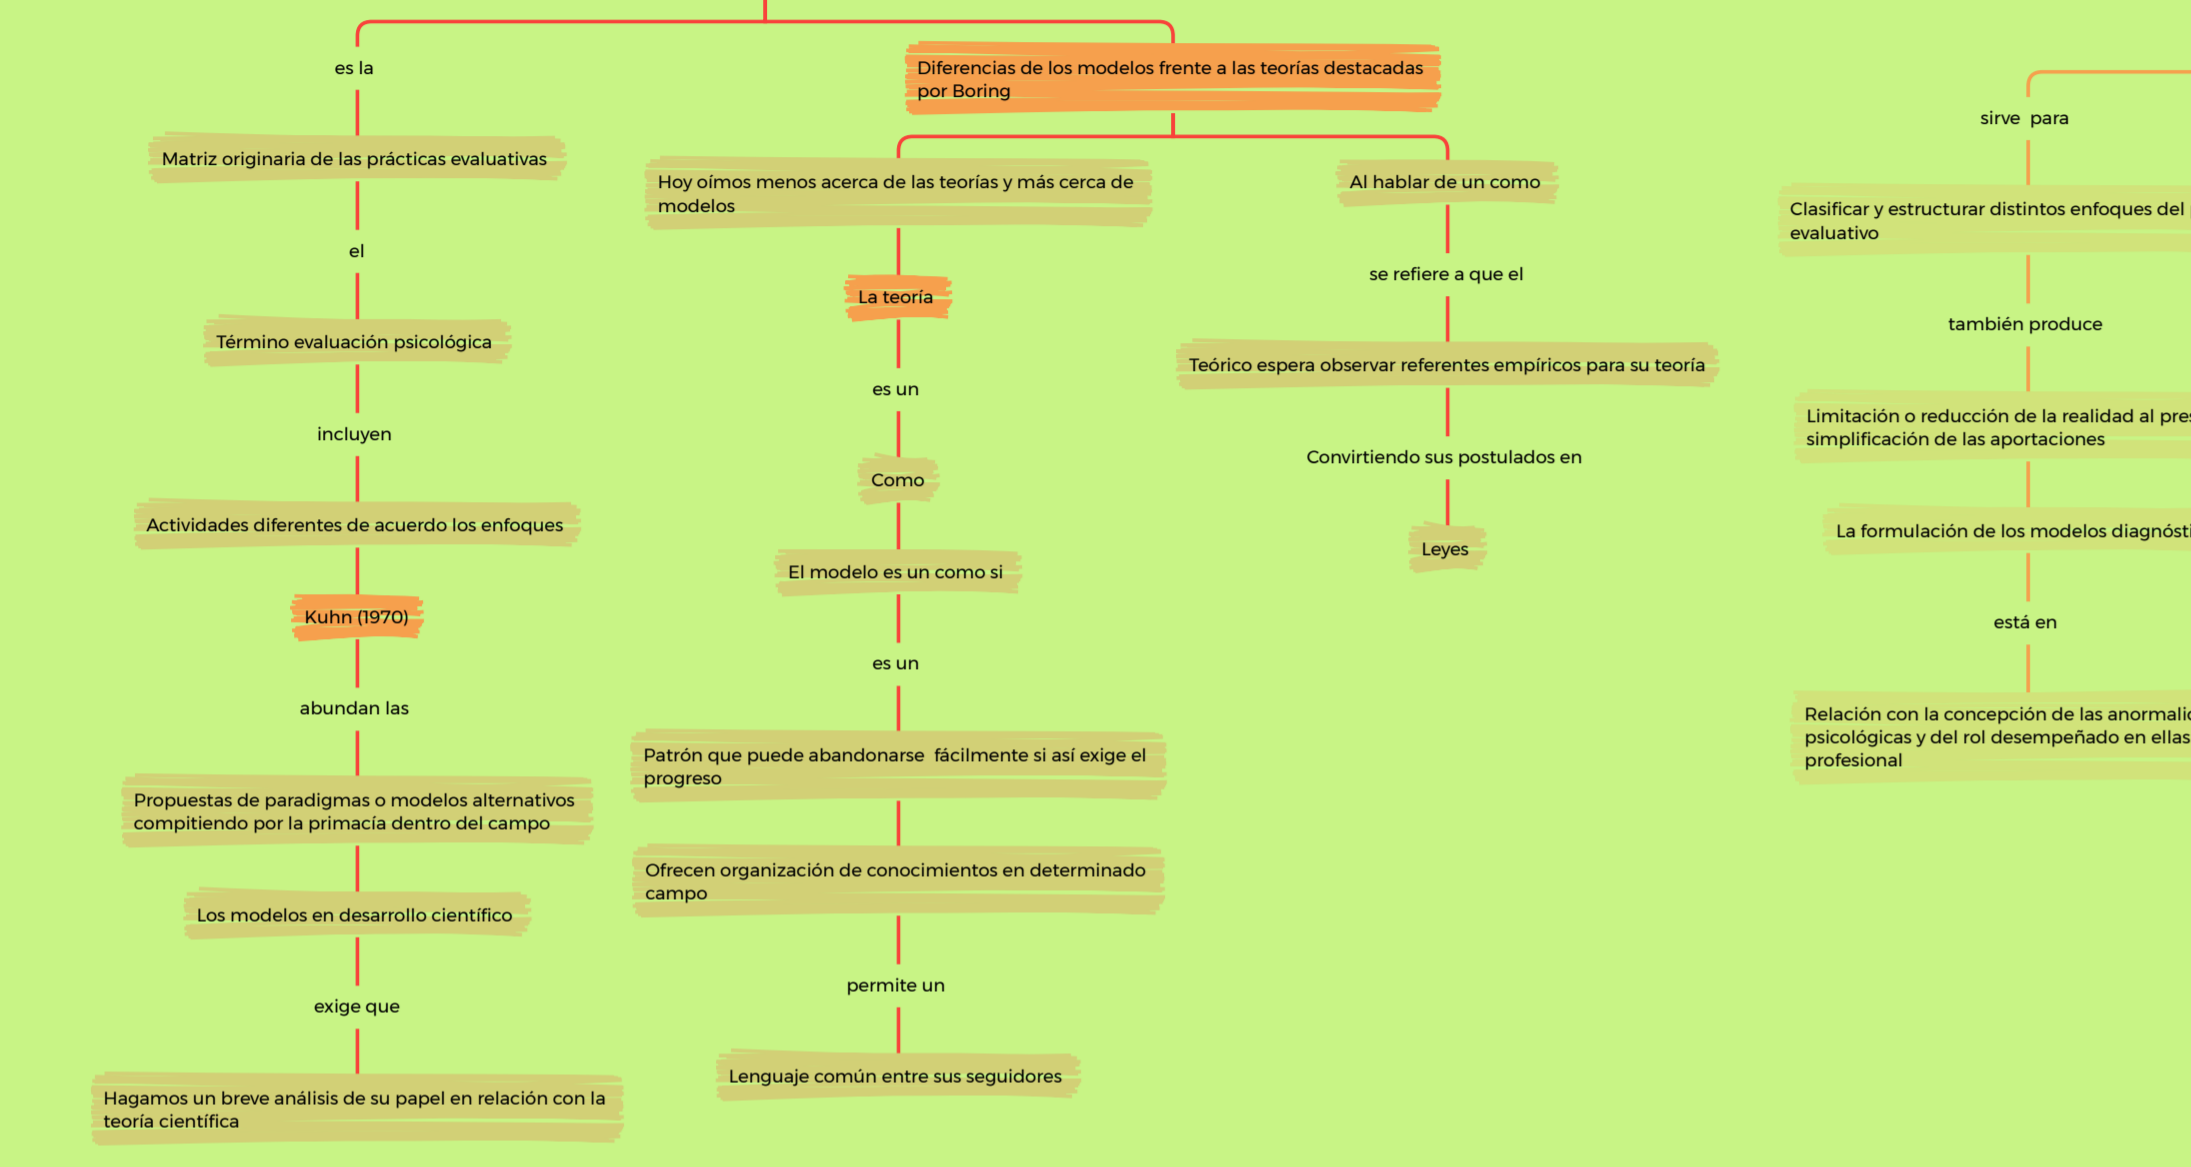 es la
Matriz originaria de las prácticas evaluativas
el
Término evaluación psicológica
incluyen
Actividades diferentes de acuerdo los enfoques
Kuhn (1970)
abundan las
Propuestas de paradigmas o modelos alternativos
compitiendo por la primacía dentro del campo
Los modelos en desarrollo científico
exige que
Hagamos un breve análisis de su papel en relación con la
teoría científica
Diferencias de los modelos frente a las teorías destacadas
por Boring
Hoy oímos menos acerca de las teorías y más cerca de
modelos
La teoría
es un
Como
El modelo es un como si
es un
Patrón que puede abandonarse fácilmente si así exige el
progreso
Ofrecen organización de conocimientos en determinado
campo
permite un
Lenguaje común entre sus seguidores
Al hablar de un como
se refiere a que el
Teórico espera observar referentes empíricos para su teoría
Convirtiendo sus postulados en
Leyes
sirve para
Clasificar y estructurar distintos enfoques del
evaluativo
también produce
Limitación o reducción de la realidad al
simplificación de las aportaciones
La formulación de los modelos
está en
Relación con la concepción de las
psicológicas y del rol desempeñado en ellas
profesional